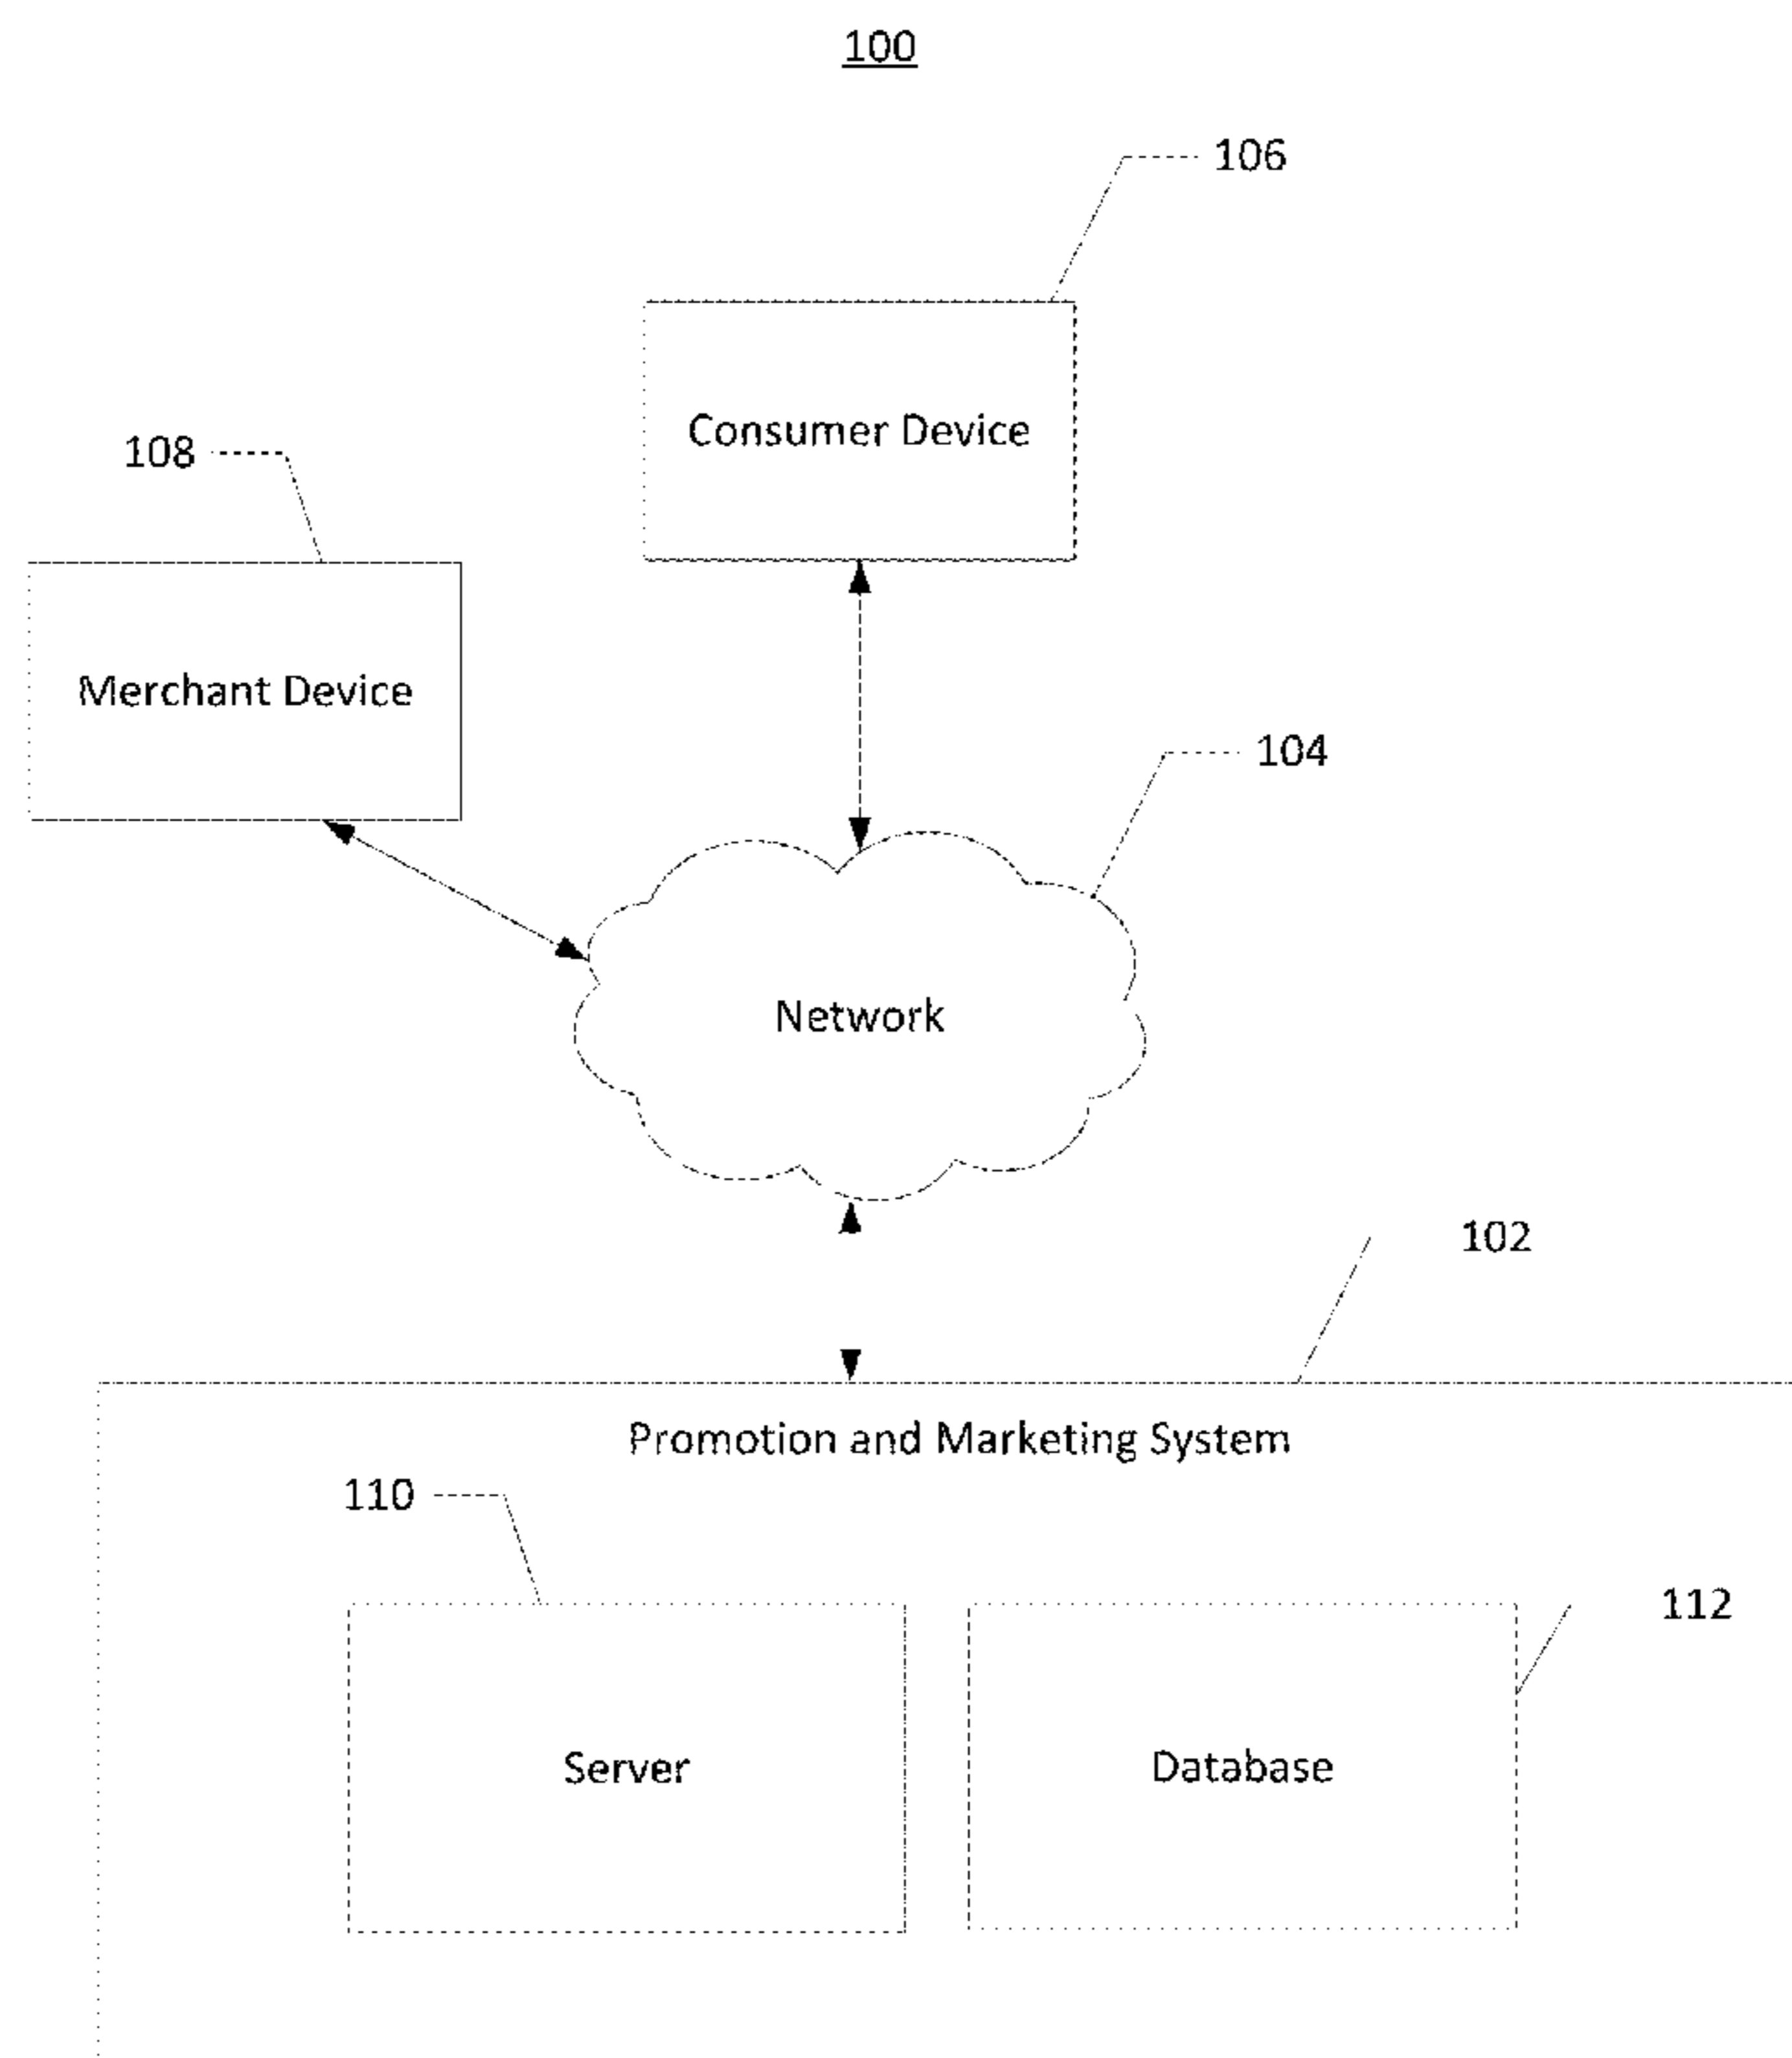 100
106
Consumer Device
108
Merchant Device
104
Network
102
Promotion and Marketing System
110
112
Server
Database